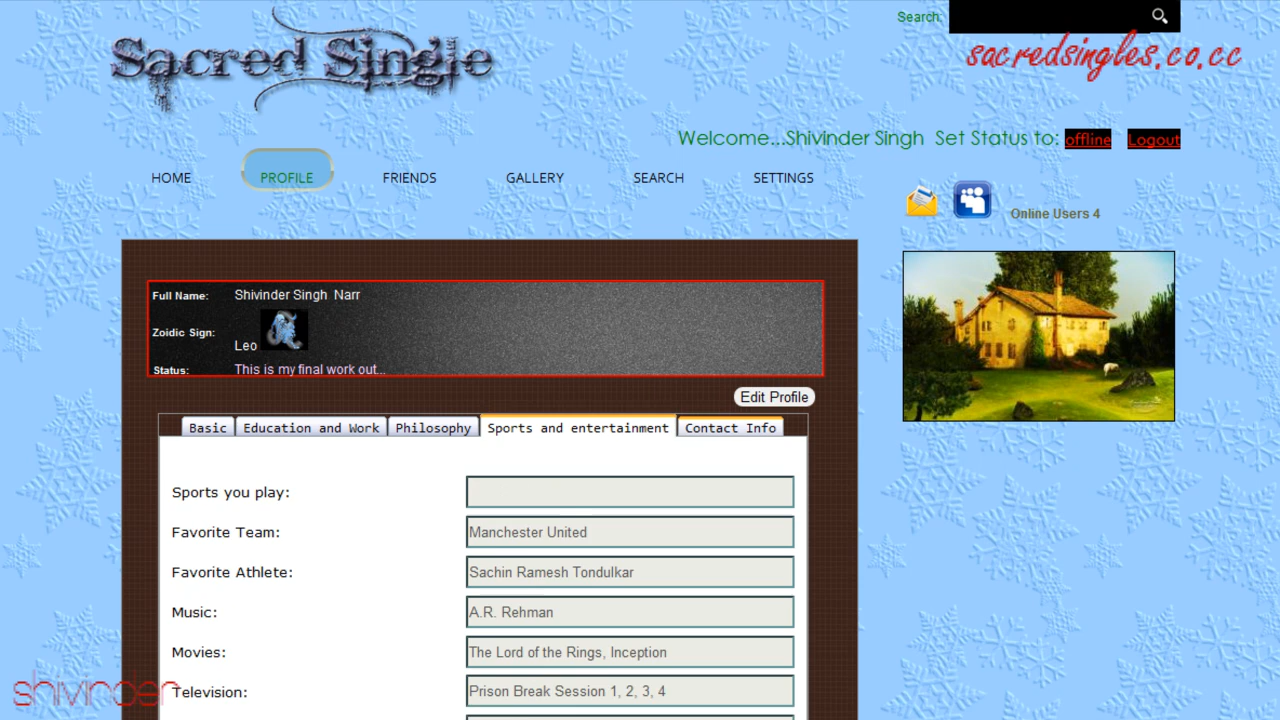 Sacred Single
Search:
sacredsingles.co.cc
Welcome...Shivinder Singh Set Status to: offline Logout
HOME PROFILE FRIENDS GALLERY SEARCH SETTINGS
Online Users 4
Full Name: Shivinder Singh Narr
Zoidic Sign: Leo
Status: This is my final work out...
Edit Profile
Basic Education and Work Philosophy Sports and entertainment Contact Info
Sports you play:
Favorite Team: Manchester United
Favorite Athlete: Sachin Ramesh Tondulkar
Music: A.R. Rehman
Movies: The Lord of the Rings, Inception
Television: Prison Break Session 1, 2, 3, 4
shivinder